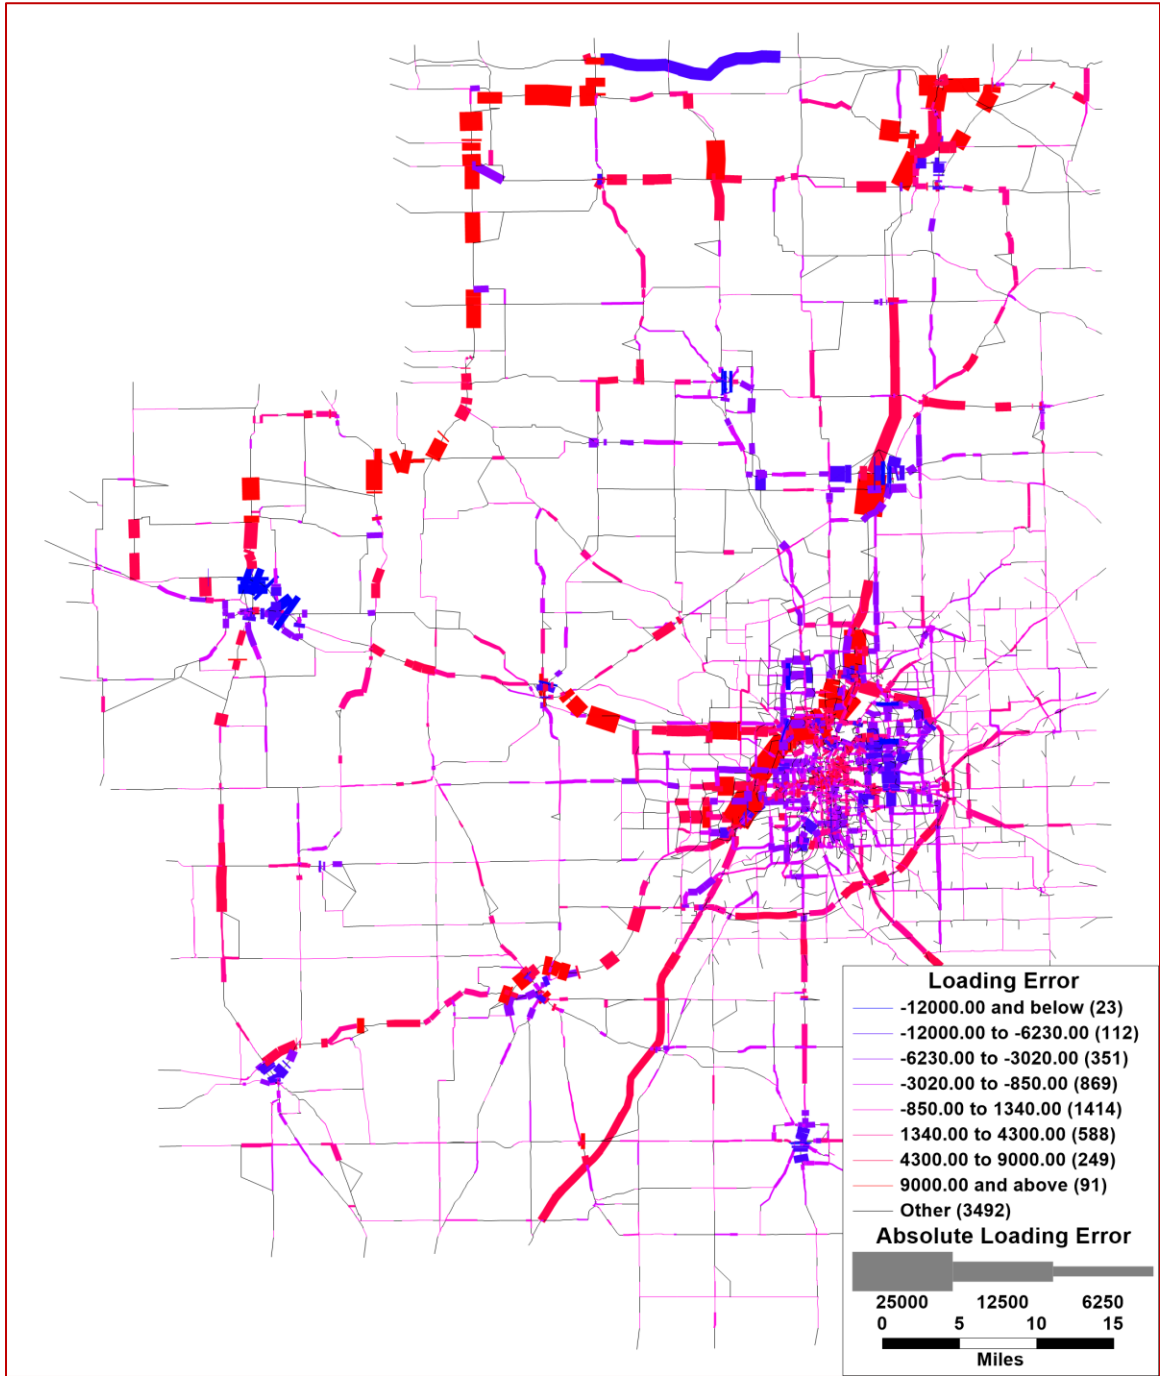 Loading Error
-12000.00 and below (23)
-12000.00 to -6230.00 (112)
-6230.00 to -3020.00 (351)
-3020.00 to -850.00 (869)
-850.00 to 1340.00 (1414)
1340.00 to 4300.00 (588)
4300.00 to 9000.00 (249)
9000.00 and above (91)
Other (3492)
Absolute Loading Error
25000 12500 6250
0 5 10 15
Miles